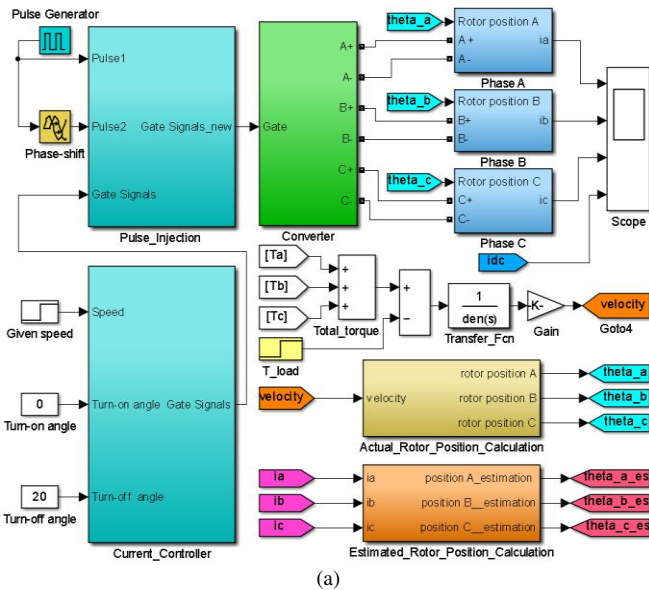 Pulse Generator
Pulse1
Pulse2
Gate Signals_new
Phase-shift
Gate Signals
Pulse_Injection
Gate
A+
A-
B+
B-
C+
C-
Converter
theta_a
Rotor position A
A+
ia
A-
Phase A
theta_b
Rotor position B
B+
ib
B-
Phase B
theta_c
Rotor position C
C+
ic
C-
Phase C
Scope
idc
[Ta]
[Tb]
[Tc]
+
+
+
Total_torque
+
−
1
den(s)
Transfer_Fcn
-K-
Gain
velocity
Goto4
T_load
Speed
Given speed
0
Turn-on angle
Turn-on angle
Gate Signals
20
Turn-off angle
Turn-off angle
Current_Controller
velocity
velocity
rotor position A
rotor position B
rotor position C
theta_a
theta_b
theta_c
Actual_Rotor_Position_Calculation
ia
ib
ic
ia
ib
ic
position A_estimation
position B__estimation
position C__estimation
theta_a_es
theta_b_es
theta_c_es
Estimated_Rotor_Position_Calculation
(a)